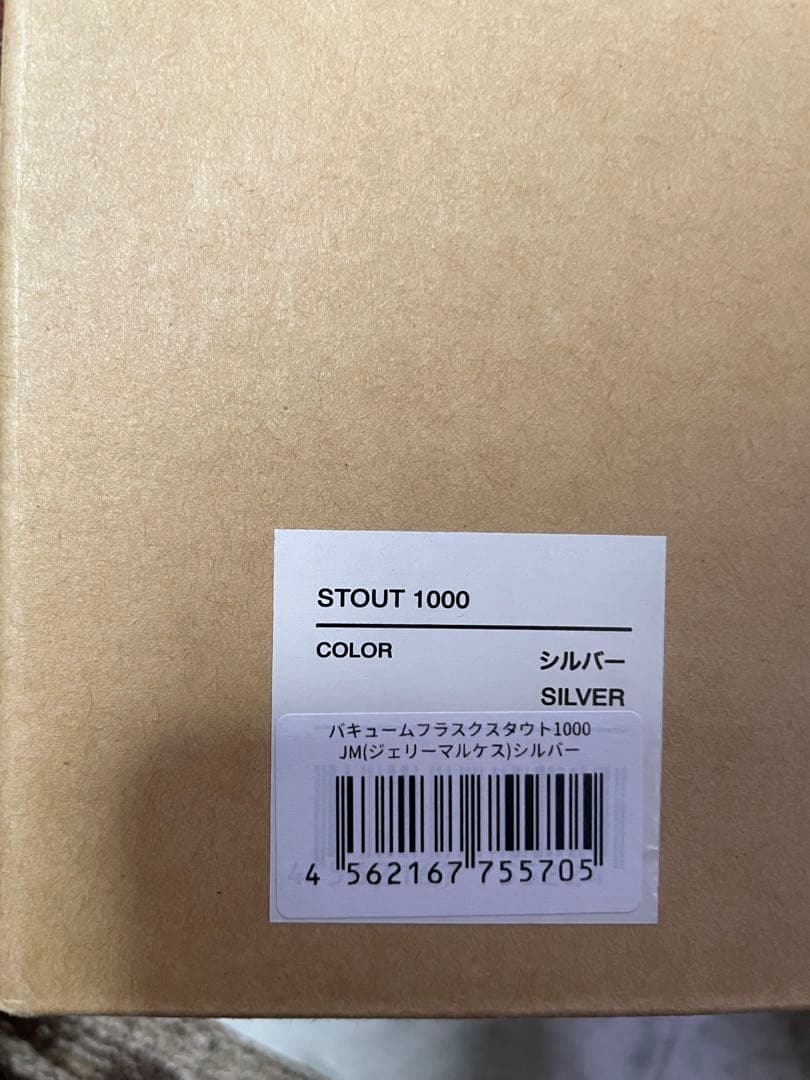 STOUT 1000
COLOR
シルバー
SILVER
バキュームフラスクスタウト1000
JM(ジェリーマルケス)シルバー
4 562167 755705